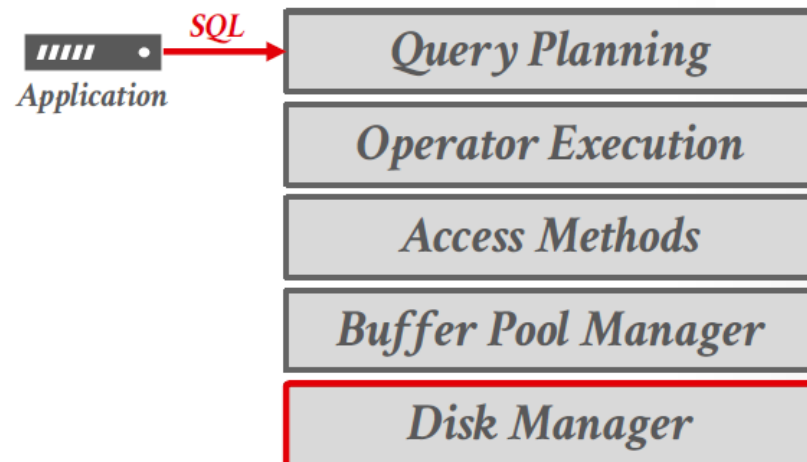 SQL
Application
Query Planning
Operator Execution
Access Methods
Buffer Pool Manager
Disk Manager